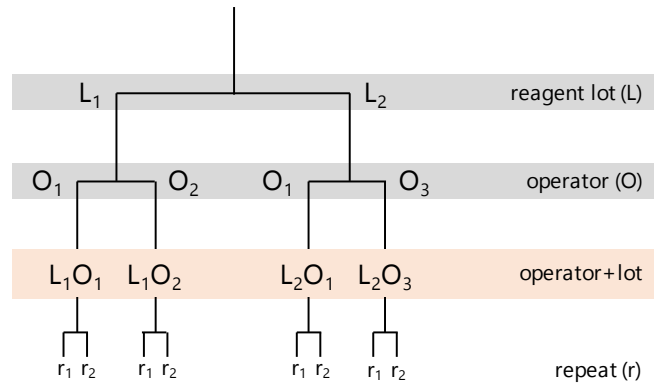 L₁ L₂ reagent lot (L)
O₁ O₂ O₁ O₃ operator (O)
L₁O₁ L₁O₂ L₂O₁ L₂O₃ operator+lot
r₁ r₂ r₁ r₂ r₁ r₂ r₁ r₂ repeat (r)